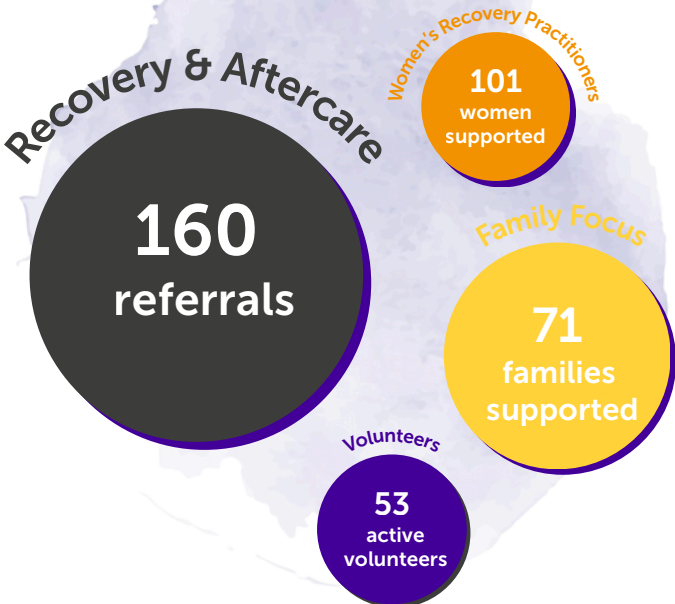 Recovery & Aftercare
160
referrals
Women's Recovery Practitioners
101
women
supported
Family Focus
71
families
supported
Volunteers
53
active
volunteers